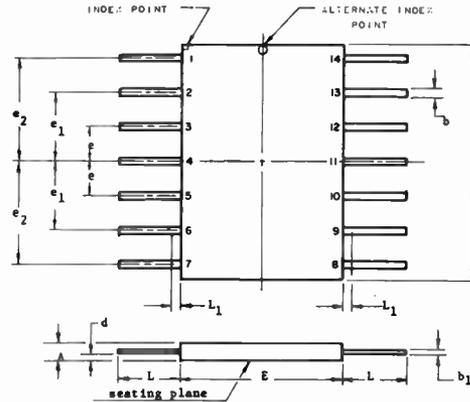 INDEX POINT
ALTERNATE INDEX
POINT
1
14
2
13
b
e2
e1
3
12
e
4
11
e
5
10
e1
e2
6
9
7
8
L1
L1
d
A
L
E
L
b1
seating plane